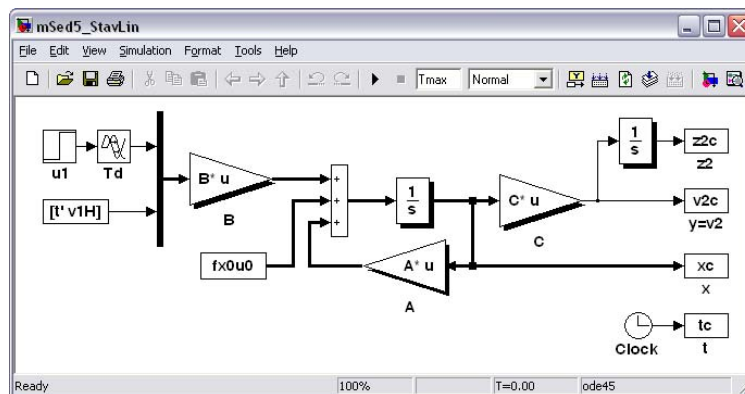 mSed5_StavLin
File Edit View Simulation Format Tools Help
Tmax Normal
u1
Td
[t' v1H]
B* u
B
fx0u0
+
+
+
1
s
A* u
A
C* u
C
1
s
z2c
z2
v2c
y=v2
xc
x
Clock
tc
t
Ready 100% T=0.00 ode45